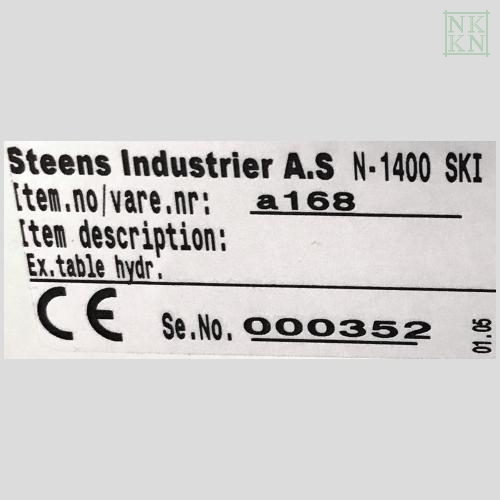 NK
KN
Steens Industrier A.S N-1400 SKI
Item.no/vare.nr: a168
Item description:
Ex.table hydr.
CE Se.No. 000352
01.05